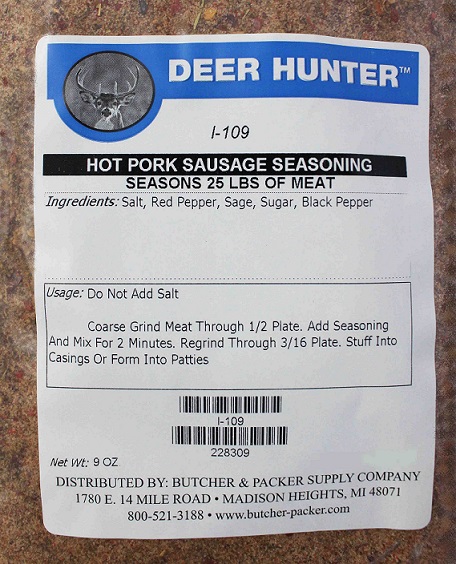 DEER HUNTER™
I-109
HOT PORK SAUSAGE SEASONING
SEASONS 25 LBS OF MEAT
Ingredients: Salt, Red Pepper, Sage, Sugar, Black Pepper
Usage: Do Not Add Salt
Coarse Grind Meat Through 1/2 Plate. Add Seasoning
And Mix For 2 Minutes. Regrind Through 3/16 Plate. Stuff Into
Casings Or Form Into Patties
I-109
228309
Net Wt: 9 OZ
DISTRIBUTED BY: BUTCHER & PACKER SUPPLY COMPANY
1780 E. 14 MILE ROAD • MADISON HEIGHTS, MI 48071
800-521-3188 • www.butcher-packer.com